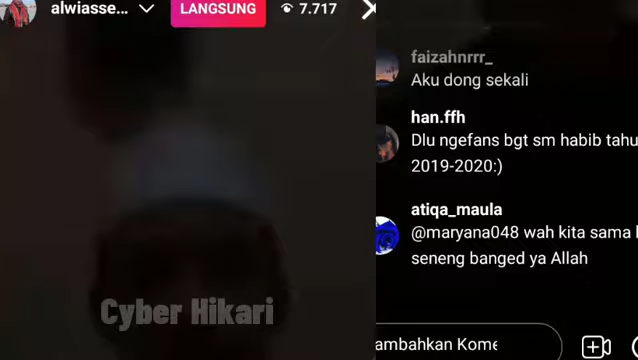 alwiasse...
LANGSUNG
7.717
faizahnrrr_
Aku dong sekali
han.ffh
Dlu ngefans bgt sm habib tahu
2019-2020:)
atiqa_maula
@maryana048 wah kita sama
seneng banged ya Allah
Cyber Hikari
ambahkan Kome